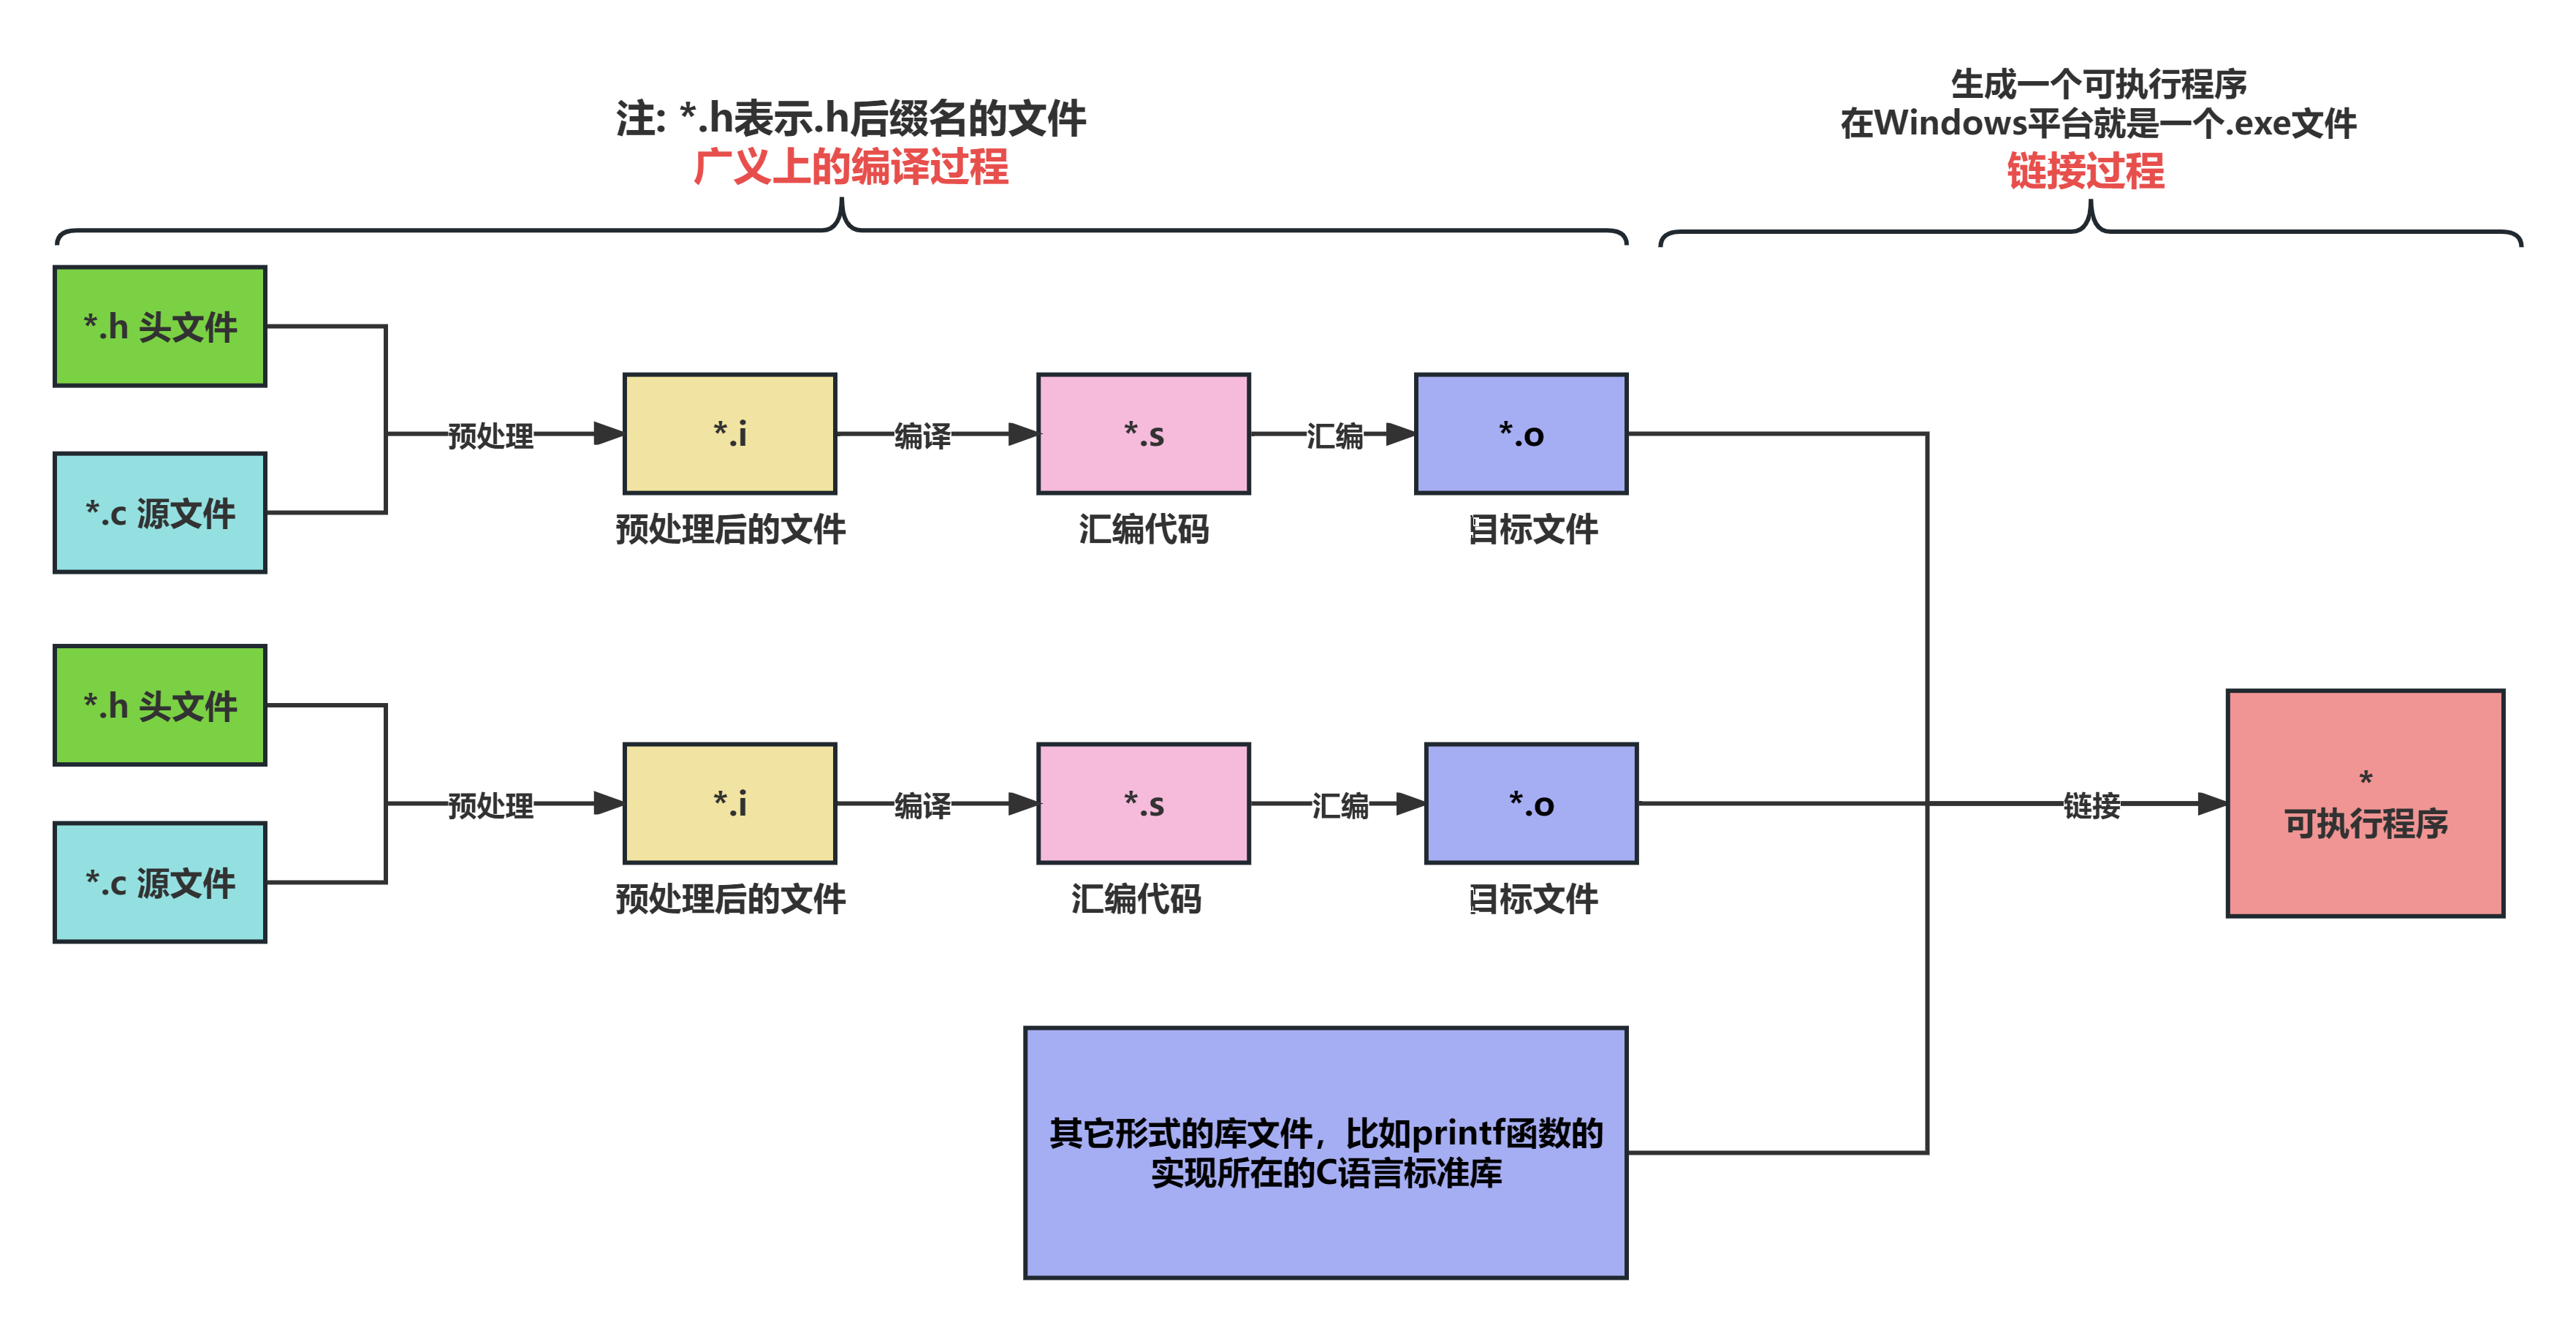 注: *.h表示.h后缀名的文件
广义上的编译过程
生成一个可执行程序
在Windows平台就是一个.exe文件
链接过程
*.h 头文件
*.c 源文件
预处理
*.i
预处理后的文件
编译
*.s
汇编代码
汇编
*.o
目标文件
*.h 头文件
*.c 源文件
预处理
*.i
预处理后的文件
编译
*.s
汇编代码
汇编
*.o
目标文件
链接
*
可执行程序
其它形式的库文件，比如printf函数的
实现所在的C语言标准库